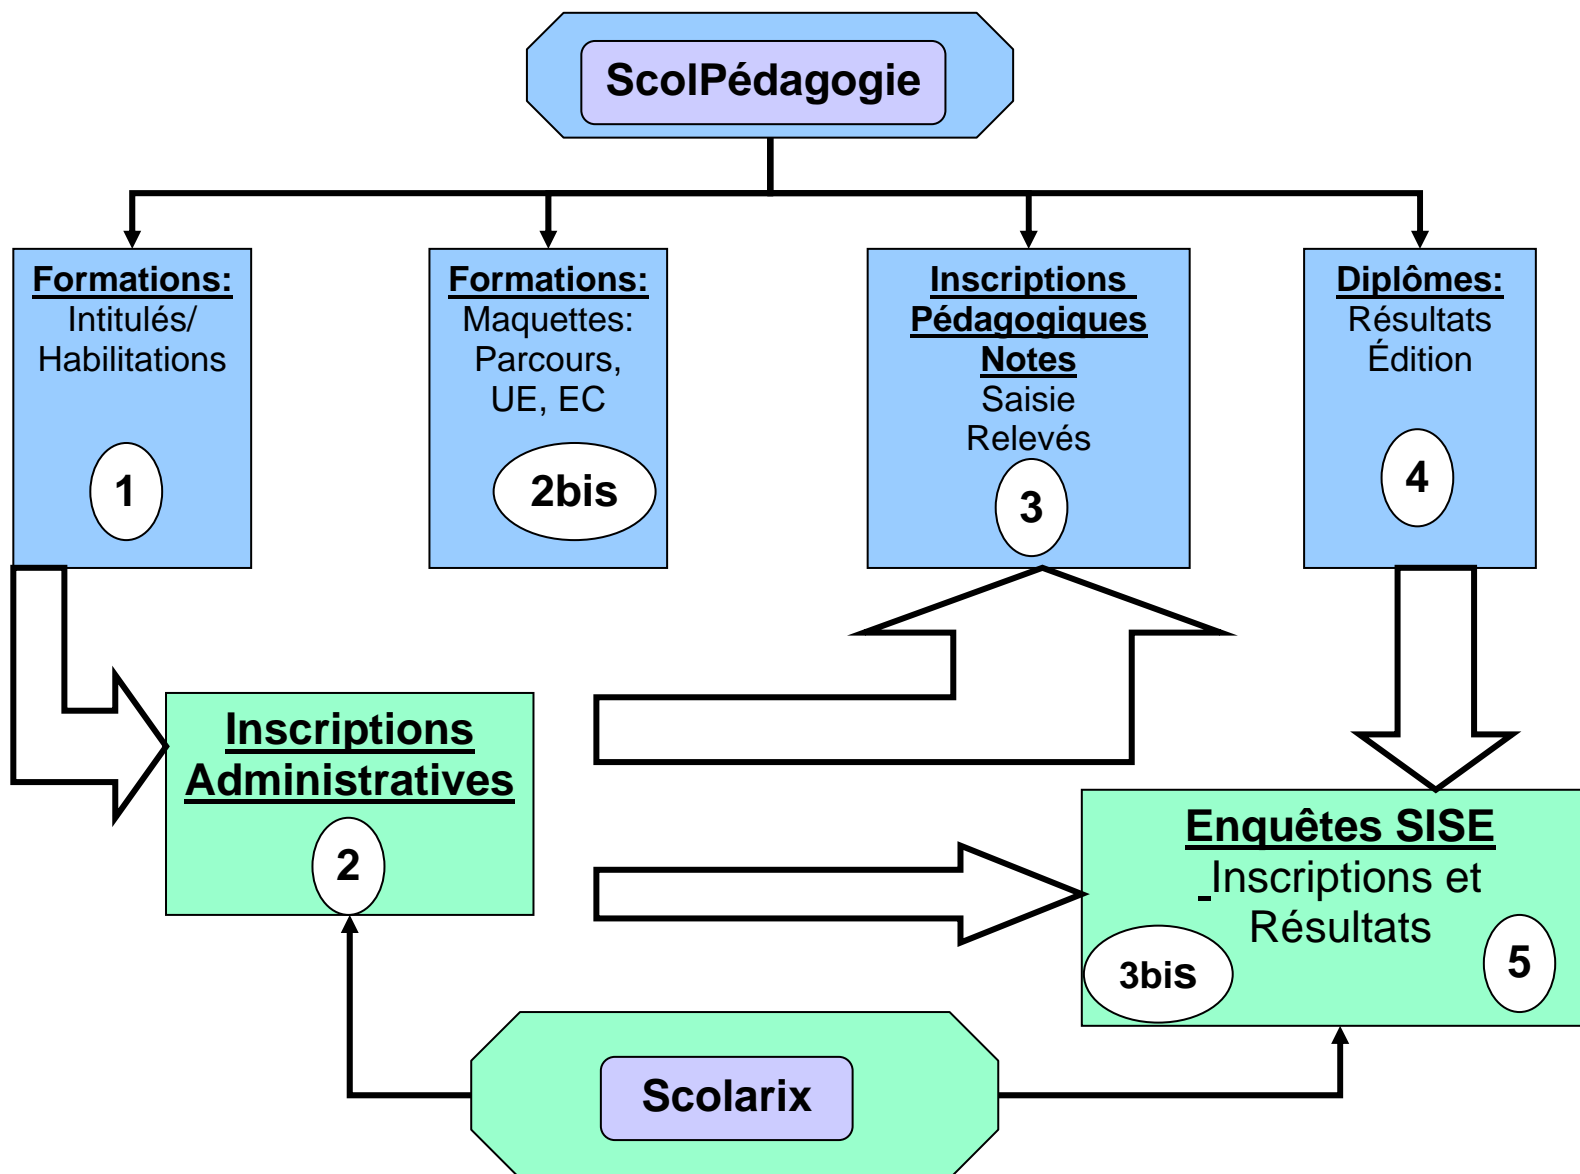 ScolPédagogie
Formations:
Intitulés/
Habilitations
1
Formations:
Maquettes:
Parcours,
UE, EC
2bis
Inscriptions
Pédagogiques
Notes
Saisie
Relevés
3
Diplômes:
Résultats
Édition
4
Inscriptions
Administratives
2
Enquêtes SISE
Inscriptions et
Résultats
3bis
5
Scolarix